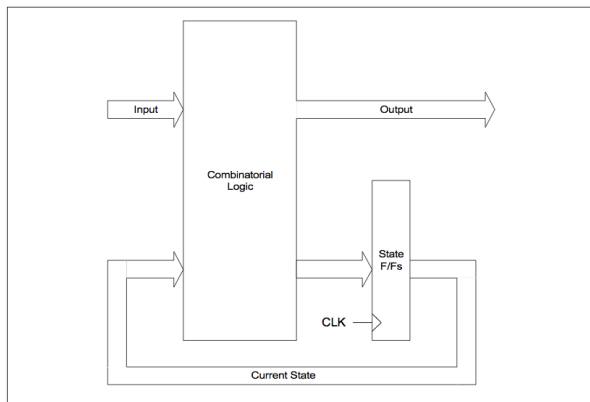 Input
Output
Combinatorial
Logic
State
F/Fs
CLK
Current State